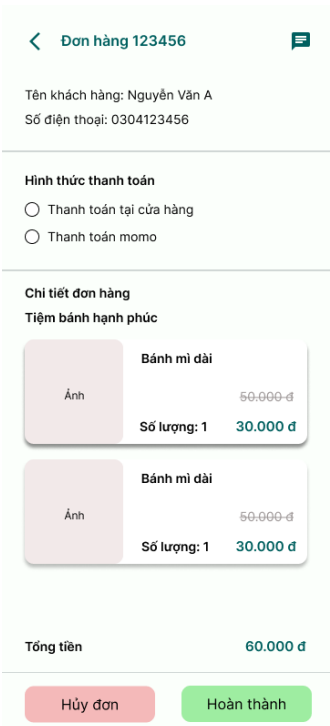 Đơn hàng 123456
Tên khách hàng: Nguyễn Văn A
Số điện thoại: 0304123456
Hình thức thanh toán
Thanh toán tại cửa hàng
Thanh toán momo
Chi tiết đơn hàng
Tiệm bánh hạnh phúc
Ảnh
Bánh mì dài
50.000 đ
Số lượng: 1 30.000 đ
Ảnh
Bánh mì dài
50.000 đ
Số lượng: 1 30.000 đ
Tổng tiền 60.000 đ
Hủy đơn Hoàn thành